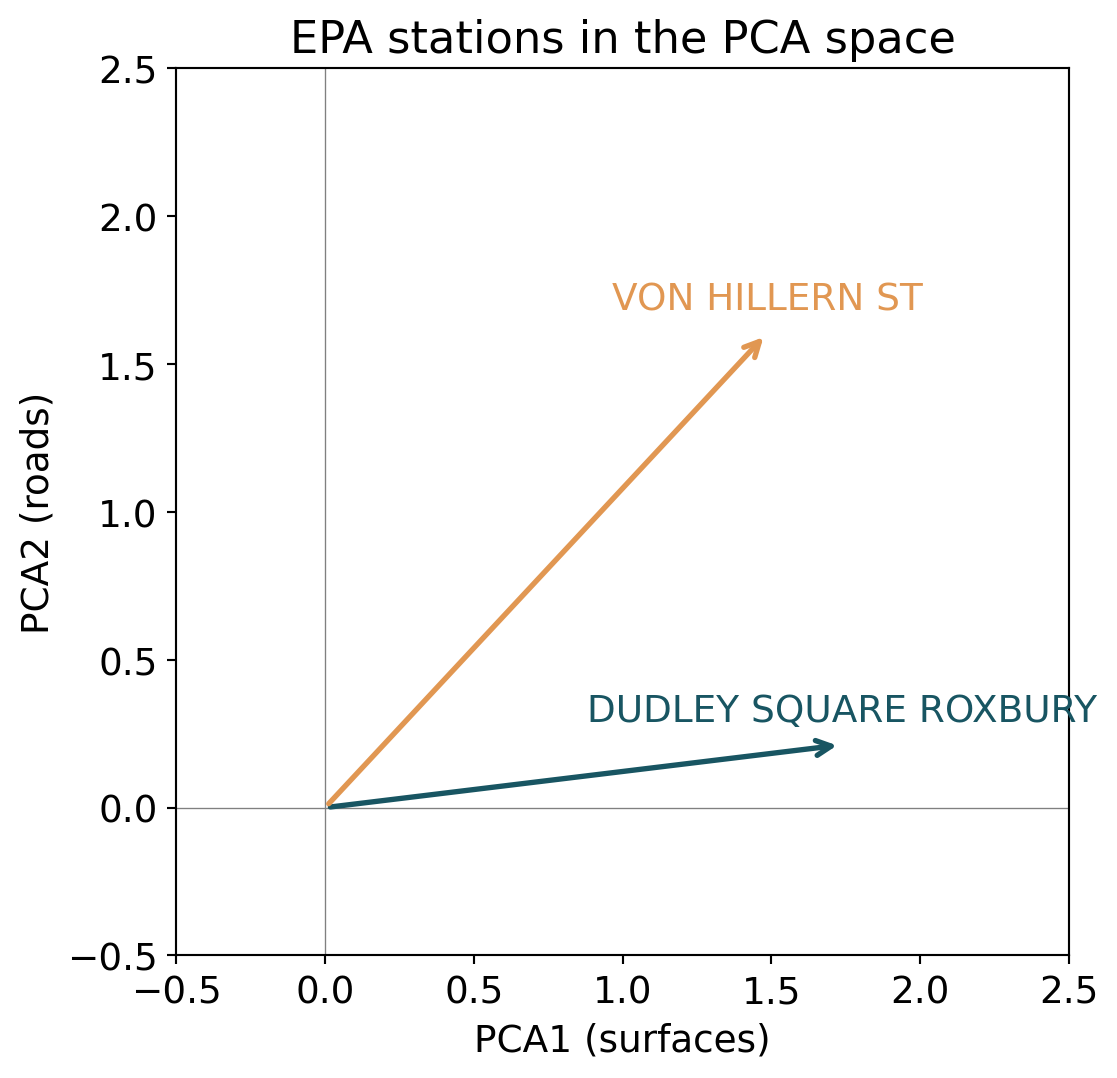 EPA stations in the PCA space
2.5
2.0
VON HILLERN ST
1.5
1.0
PCA2 (roads)
0.5
DUDLEY SQUARE ROXBURY
0.0
−0.5
−0.5 0.0 0.5 1.0 1.5 2.0 2.5
PCA1 (surfaces)